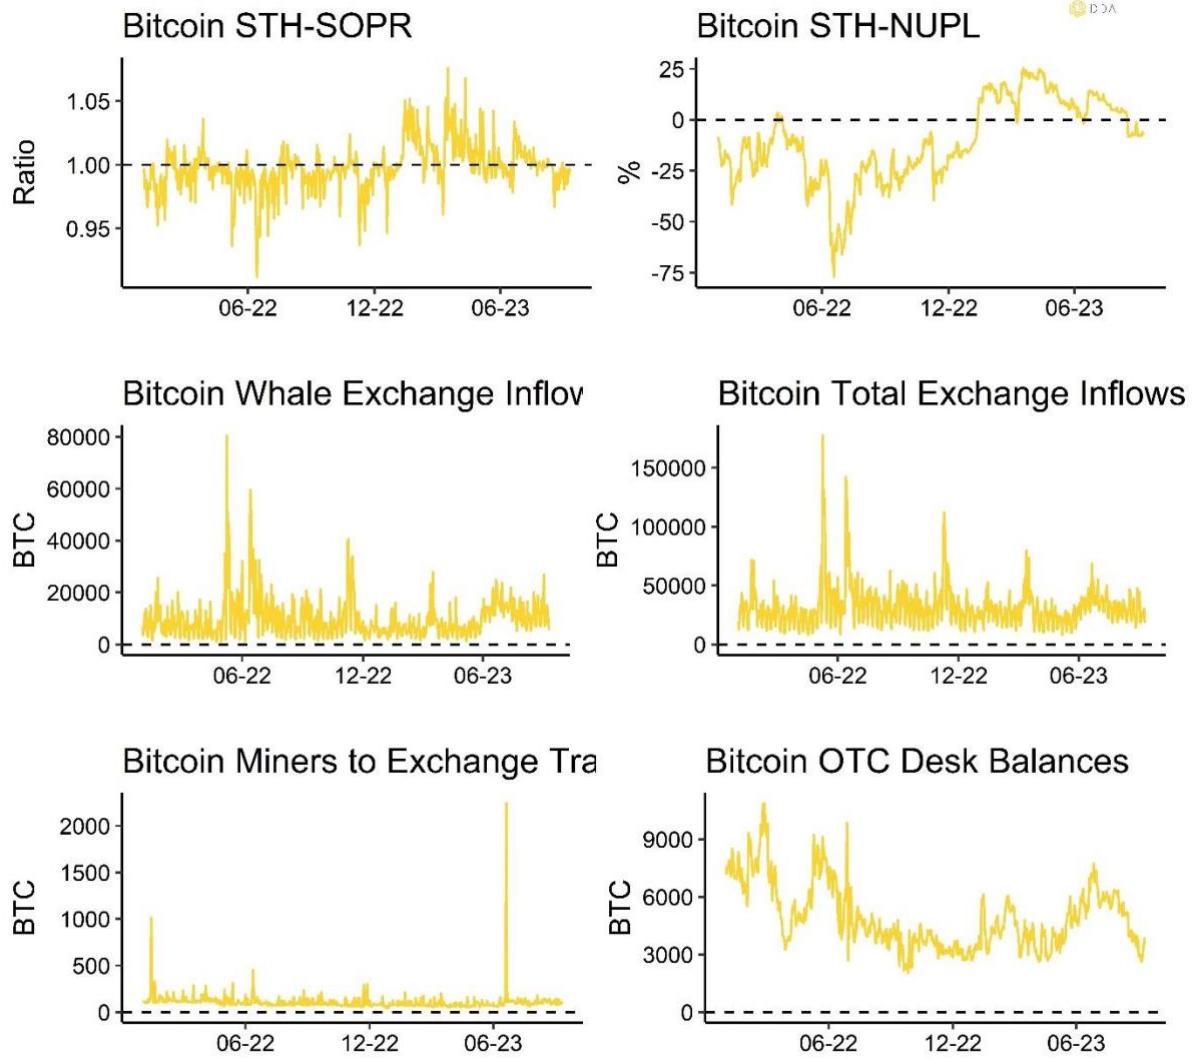 Bitcoin STH-SOPR
Ratio
1.05
1.00
0.95
06-22 12-22 06-23
Bitcoin STH-NUPL
%
25
0
-25
-50
-75
06-22 12-22 06-23
Bitcoin Whale Exchange Inflow
BTC
80000
60000
40000
20000
0
06-22 12-22 06-23
Bitcoin Total Exchange Inflows
BTC
150000
100000
50000
0
06-22 12-22 06-23
Bitcoin Miners to Exchange Tra
BTC
2000
1500
1000
500
0
06-22 12-22 06-23
Bitcoin OTC Desk Balances
BTC
9000
6000
3000
0
06-22 12-22 06-23